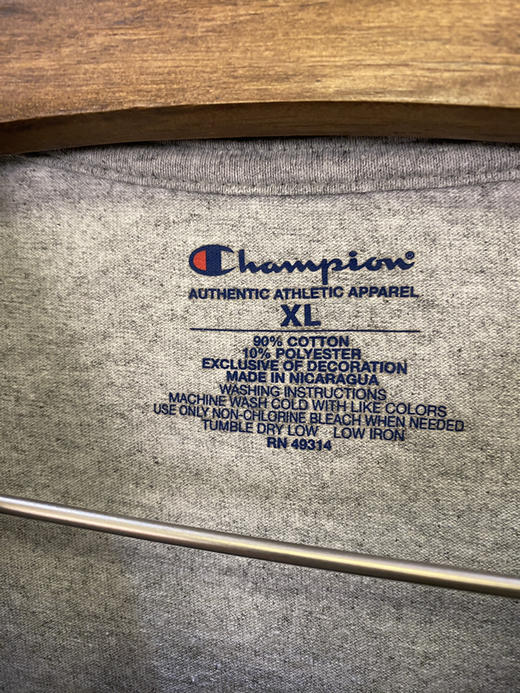 Champion
AUTHENTIC ATHLETIC APPAREL
XL
90% COTTON
10% POLYESTER
EXCLUSIVE OF DECORATION
MADE IN NICARAGUA
WASHING INSTRUCTIONS
MACHINE WASH COLD WITH LIKE COLORS
USE ONLY NON-CHLORINE BLEACH WHEN NEEDED
TUMBLE DRY LOW LOW IRON
RN 49314